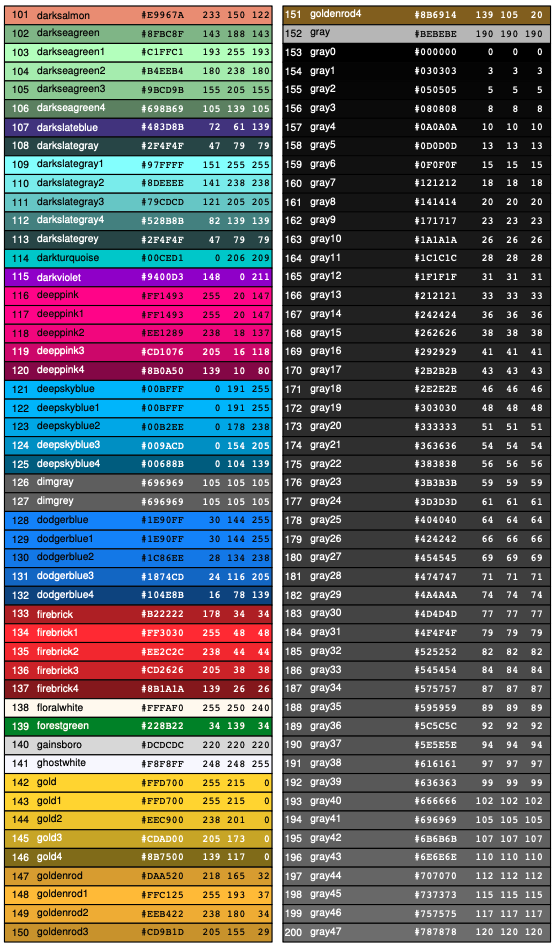 101 darksalmon #E9967A 233 150 122
102 darkseagreen #8FBC8F 143 188 143
103 darkseagreen1 #C1FFC1 193 255 193
104 darkseagreen2 #B4EEB4 180 238 180
105 darkseagreen3 #9BCD9B 155 205 155
106 darkseagreen4 #698B69 105 139 105
107 darkslateblue #483D8B 72 61 139
108 darkslategray #2F4F4F 47 79 79
109 darkslategray1 #97FFFF 151 255 255
110 darkslategray2 #8DEEEE 141 238 238
111 darkslategray3 #79CDCD 121 205 205
112 darkslategray4 #528B8B 82 139 139
113 darkslategrey #2F4F4F 47 79 79
114 darkturquoise #00CED1 0 206 209
115 darkviolet #9400D3 148 0 211
116 deeppink #FF1493 255 20 147
117 deeppink1 #FF1493 255 20 147
118 deeppink2 #EE1289 238 18 137
119 deeppink3 #CD1076 205 16 118
120 deeppink4 #8B0A50 139 10 80
121 deepskyblue #00BFFF 0 191 255
122 deepskyblue1 #00BFFF 0 191 255
123 deepskyblue2 #00B2EE 0 178 238
124 deepskyblue3 #009ACD 0 154 205
125 deepskyblue4 #00688B 0 104 139
126 dimgray #696969 105 105 105
127 dimgrey #696969 105 105 105
128 dodgerblue #1E90FF 30 144 255
129 dodgerblue1 #1E90FF 30 144 255
130 dodgerblue2 #1C86EE 28 134 238
131 dodgerblue3 #1874CD 24 116 205
132 dodgerblue4 #104E8B 16 78 139
133 firebrick #B22222 178 34 34
134 firebrick1 #FF3030 255 48 48
135 firebrick2 #EE2C2C 238 44 44
136 firebrick3 #CD2626 205 38 38
137 firebrick4 #8B1A1A 139 26 26
138 floralwhite #FFFAF0 255 250 240
139 forestgreen #228B22 34 139 34
140 gainsboro #DCDCDC 220 220 220
141 ghostwhite #F8F8FF 248 248 255
142 gold #FFD700 255 215 0
143 gold1 #FFD700 255 215 0
144 gold2 #EEC900 238 201 0
145 gold3 #CDAD00 205 173 0
146 gold4 #8B7500 139 117 0
147 goldenrod #DAA520 218 165 32
148 goldenrod1 #FFC125 255 193 37
149 goldenrod2 #EEB422 238 180 34
150 goldenrod3 #CD9B1D 205 155 29
151 goldenrod4 #8B6914 139 105 20
152 gray #BEBEBE 190 190 190
153 gray0 #000000 0 0 0
154 gray1 #030303 3 3 3
155 gray2 #050505 5 5 5
156 gray3 #080808 8 8 8
157 gray4 #0A0A0A 10 10 10
158 gray5 #0D0D0D 13 13 13
159 gray6 #0F0F0F 15 15 15
160 gray7 #121212 18 18 18
161 gray8 #141414 20 20 20
162 gray9 #171717 23 23 23
163 gray10 #1A1A1A 26 26 26
164 gray11 #1C1C1C 28 28 28
165 gray12 #1F1F1F 31 31 31
166 gray13 #212121 33 33 33
167 gray14 #242424 36 36 36
168 gray15 #262626 38 38 38
169 gray16 #292929 41 41 41
170 gray17 #2B2B2B 43 43 43
171 gray18 #2E2E2E 46 46 46
172 gray19 #303030 48 48 48
173 gray20 #333333 51 51 51
174 gray21 #363636 54 54 54
175 gray22 #383838 56 56 56
176 gray23 #3B3B3B 59 59 59
177 gray24 #3D3D3D 61 61 61
178 gray25 #404040 64 64 64
179 gray26 #424242 66 66 66
180 gray27 #454545 69 69 69
181 gray28 #474747 71 71 71
182 gray29 #4A4A4A 74 74 74
183 gray30 #4D4D4D 77 77 77
184 gray31 #4F4F4F 79 79 79
185 gray32 #525252 82 82 82
186 gray33 #545454 84 84 84
187 gray34 #575757 87 87 87
188 gray35 #595959 89 89 89
189 gray36 #5C5C5C 92 92 92
190 gray37 #5E5E5E 94 94 94
191 gray38 #616161 97 97 97
192 gray39 #636363 99 99 99
193 gray40 #666666 102 102 102
194 gray41 #696969 105 105 105
195 gray42 #6B6B6B 107 107 107
196 gray43 #6E6E6E 110 110 110
197 gray44 #707070 112 112 112
198 gray45 #737373 115 115 115
199 gray46 #757575 117 117 117
200 gray47 #787878 120 120 120